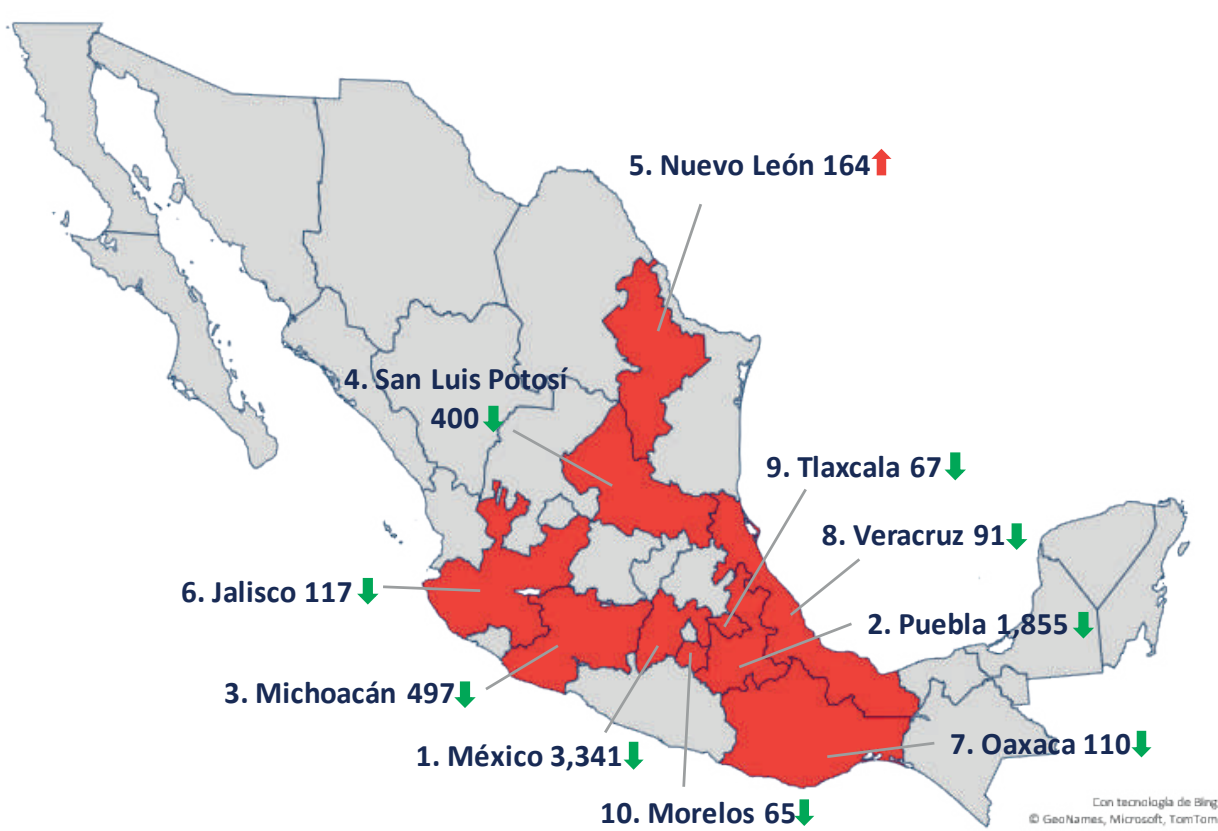 5. Nuevo León 164
4. San Luis Potosí
400
9. Tlaxcala 67
8. Veracruz 91
6. Jalisco 117
2. Puebla 1,855
3. Michoacán 497
1. México 3,341
7. Oaxaca 110
10. Morelos 65
Con tecnología de Bing
© GeoNames, Microsoft, TomTom